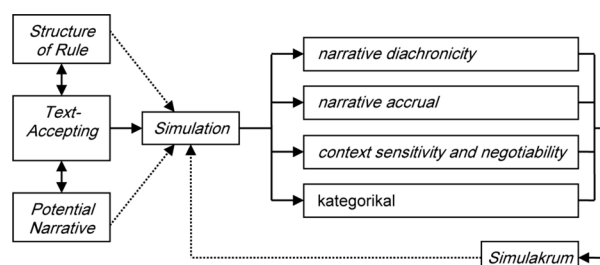 Structure
of Rule
Text-
Accepting
Potential
Narrative
Simulation
narrative diachronicity
narrative accrual
context sensitivity and negotiability
kategorikal
Simulakrum